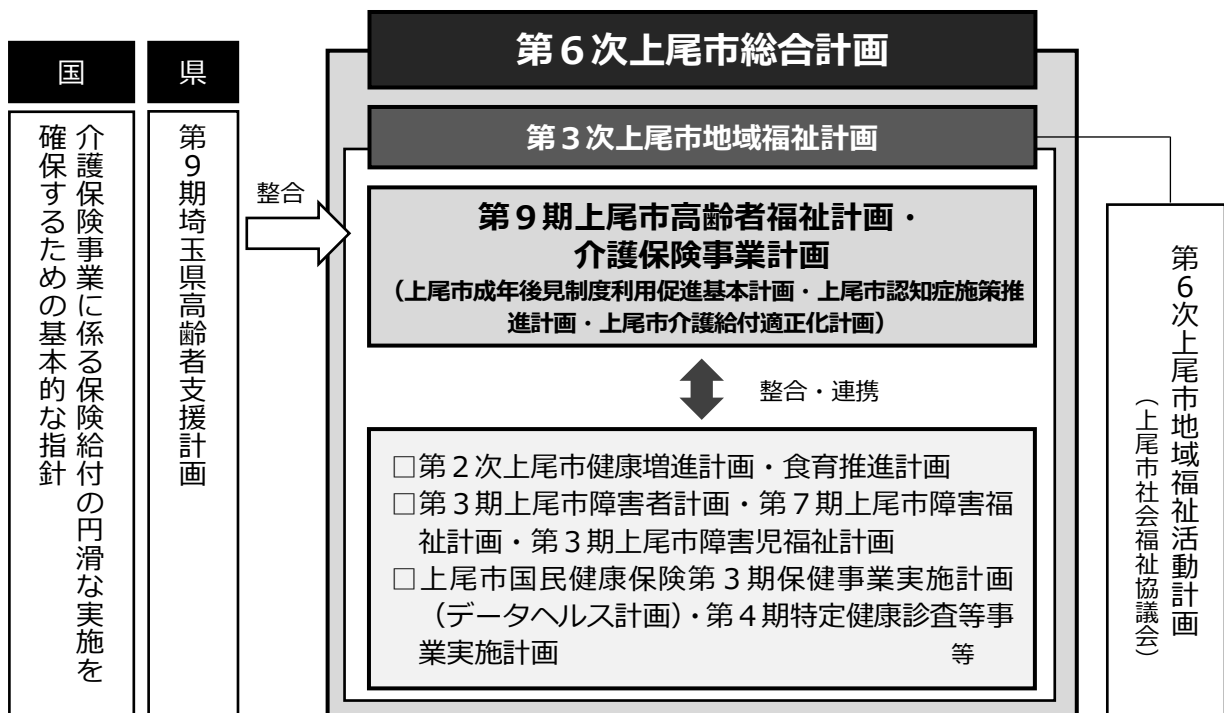 国
介護保険事業に係る保険給付の円滑な実施を
確保するための基本的な指針
県
第9期埼玉県高齢者支援計画
整合
第6次上尾市総合計画
第3次上尾市地域福祉計画
第9期上尾市高齢者福祉計画・
介護保険事業計画
（上尾市成年後見制度利用促進基本計画・上尾市認知症施策推
進計画・上尾市介護給付適正化計画）
整合・連携
□第2次上尾市健康増進計画・食育推進計画
□第3期上尾市障害者計画・第7期上尾市障害福
祉計画・第3期上尾市障害児福祉計画
□上尾市国民健康保険第3期保健事業実施計画
（データヘルス計画）・第4期特定健康診査等事
業実施計画　等
第6次上尾市地域福祉活動計画
（上尾市社会福祉協議会）